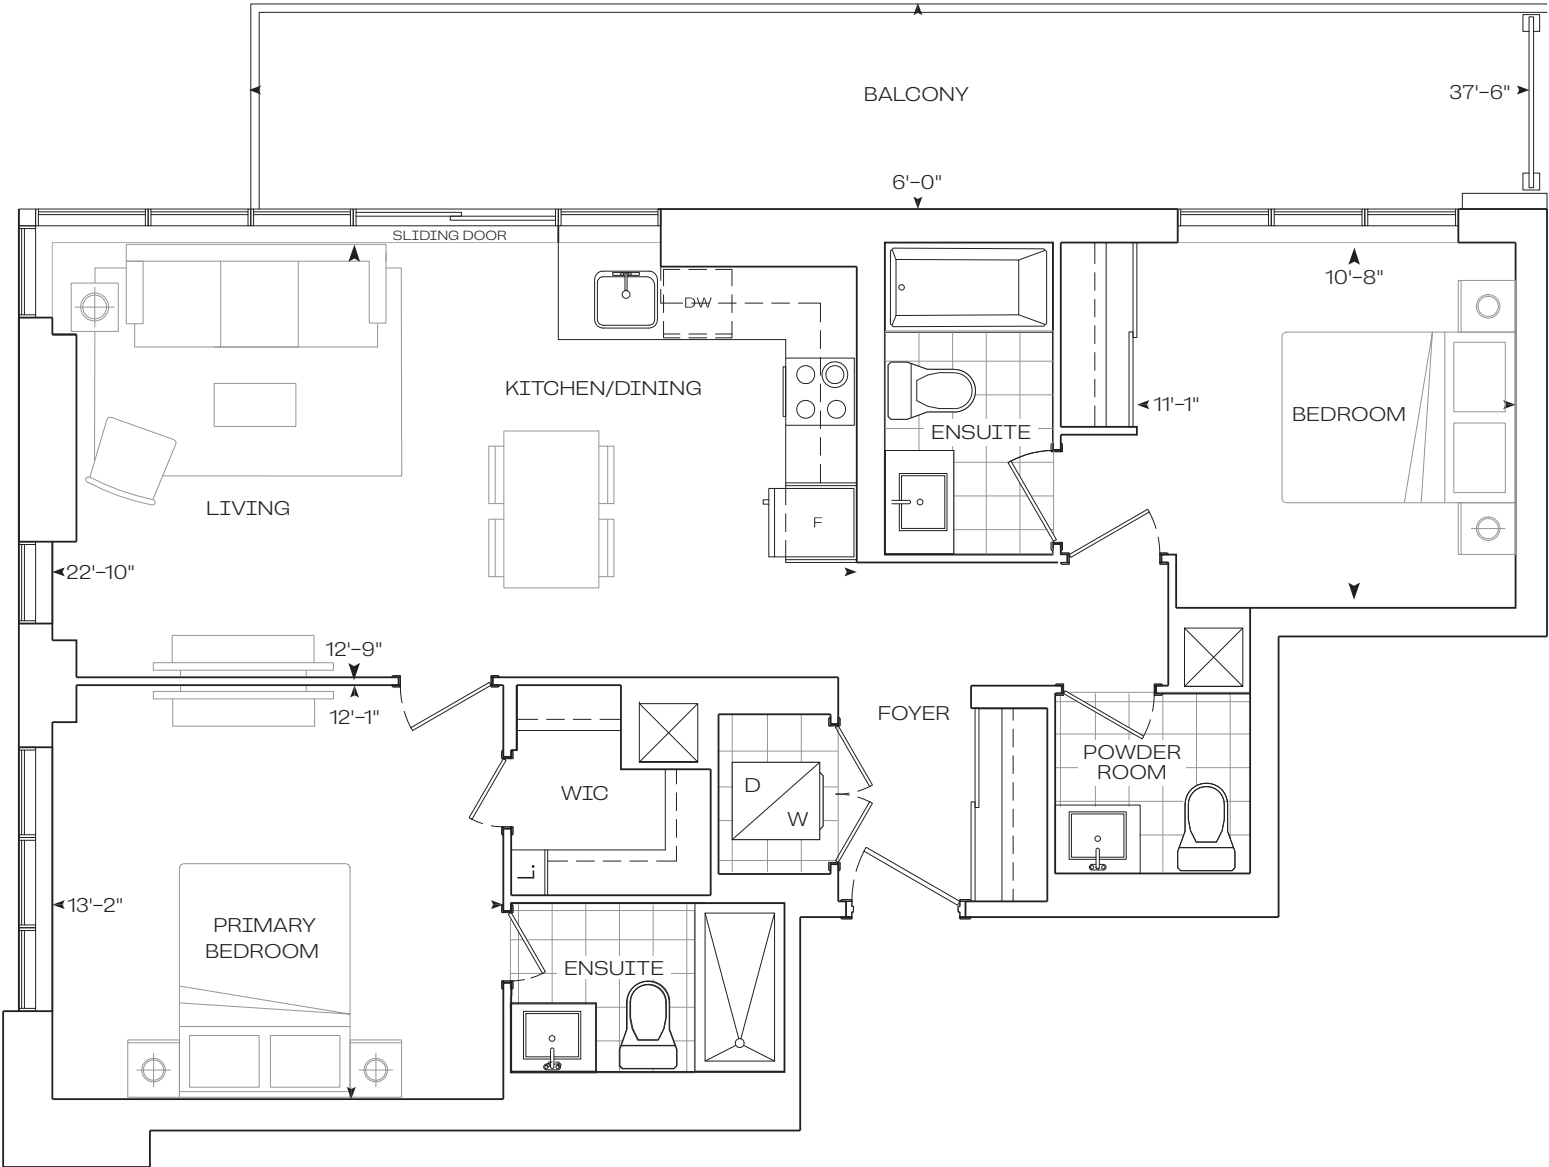 BALCONY
37'-6"
6'-0"
SLIDING DOOR
10'-8"
DW
KITCHEN/DINING
11'-1"
BEDROOM
ENSUITE
LIVING
F
22'-10"
12'-9"
12'-1"
FOYER
POWDER
ROOM
WIC
D
W
L.
13'-2"
PRIMARY
BEDROOM
ENSUITE